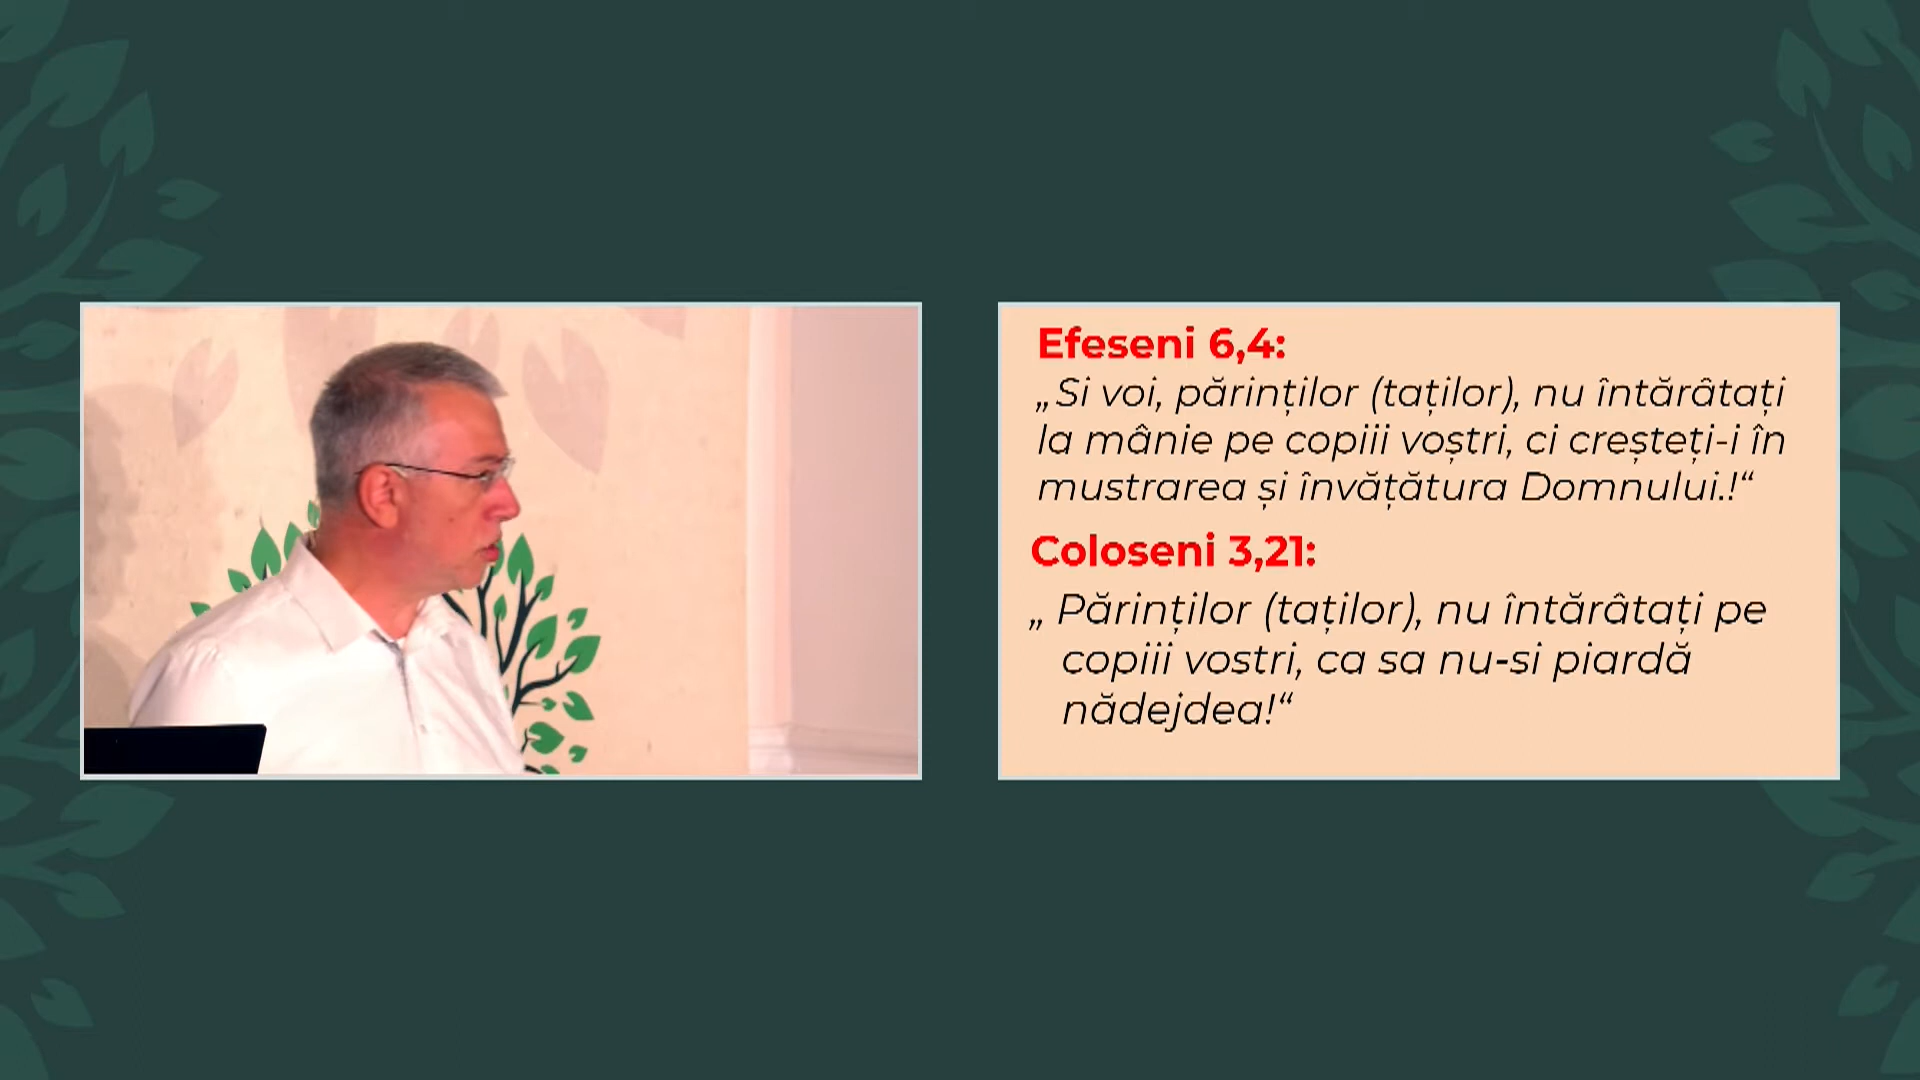 Efeseni 6,4:
„Si voi, părinților (taților), nu întărâtați
la mânie pe copiii voștri, ci creșteți-i în
mustrarea și învățătura Domnului.!“
Coloseni 3,21:
„ Părinților (taților), nu întărâtați pe
copiii vostri, ca sa nu-si piardă
nădejdea!“